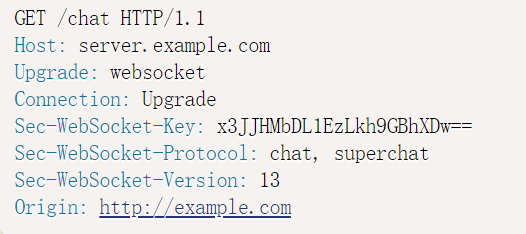 GET /chat HTTP/1.1
Host: server.example.com
Upgrade: websocket
Connection: Upgrade
Sec-WebSocket-Key: x3JJHMbDL1EzLkh9GBhXDw==
Sec-WebSocket-Protocol: chat, superchat
Sec-WebSocket-Version: 13
Origin: http://example.com